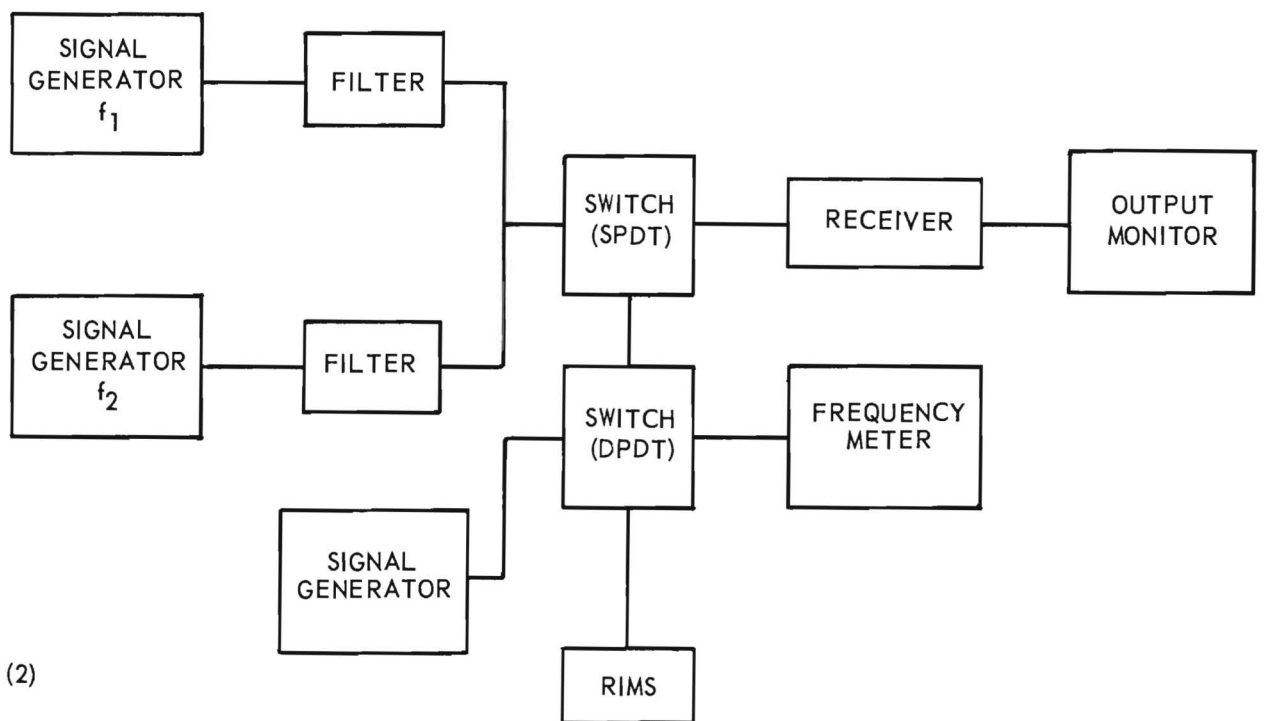 SIGNAL
GENERATOR
f1
FILTER
SWITCH
(SPDT)
RECEIVER
OUTPUT
MONITOR
SIGNAL
GENERATOR
f2
FILTER
SWITCH
(DPDT)
FREQUENCY
METER
SIGNAL
GENERATOR
(2)
RIMS